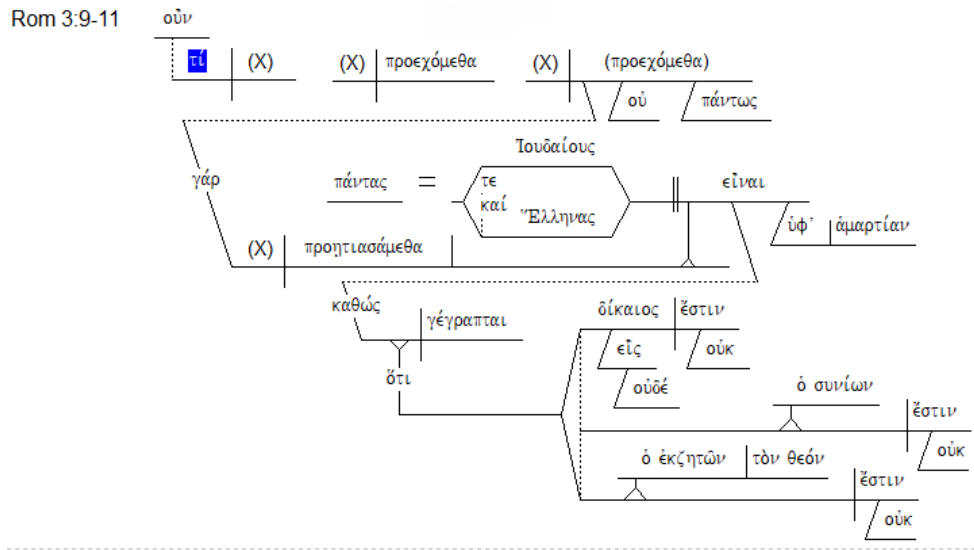 Rom 3:9-11
οὖν
τί (X) (X) προεχόμεθα (X) (προεχόμεθα)
οὐ πάντως
Ἰουδαίους
γάρ πάντας = τε εἶναι
καί Ἕλληνας ὑφ’ ἁμαρτίαν
(X) προῃτιασάμεθα
καθώς γέγραπται δίκαιος ἔστιν
εἷς οὐκ
ὅτι οὐδέ
ὁ συνίων ἔστιν
οὐκ
ὁ ἐκζητῶν τὸν θεόν ἔστιν
οὐκ